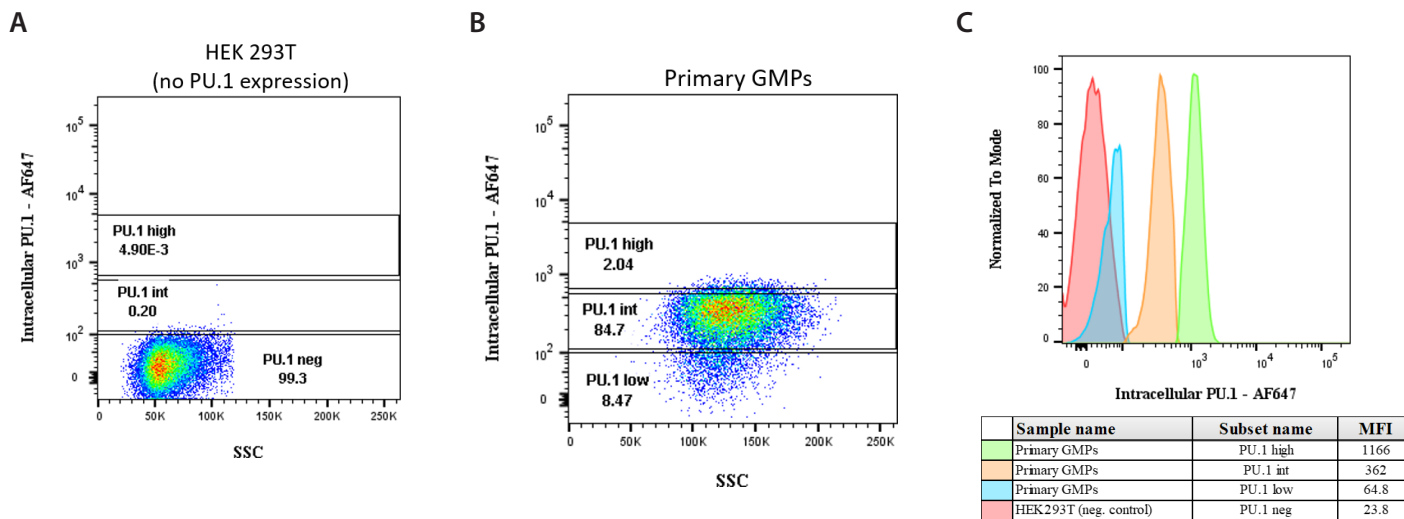 A
HEK 293T
(no PU.1 expression)
Intracellular PU.1 - AF647
10^5
10^4
10^3
10^2
0
PU.1 high
4.90E-3
PU.1 int
0.20
PU.1 neg
99.3
0 50K 100K 150K 200K 250K
SSC
B
Primary GMPs
Intracellular PU.1 - AF647
10^5
10^4
10^3
10^2
0
PU.1 high
2.04
PU.1 int
84.7
PU.1 low
8.47
0 50K 100K 150K 200K 250K
SSC
C
Normalized To Mode
100
80
60
40
20
0
0 10^3 10^4 10^5
Intracellular PU.1 - AF647
Sample name Subset name MFI
Primary GMPs PU.1 high 1166
Primary GMPs PU.1 int 362
Primary GMPs PU.1 low 64.8
HEK293T (neg. control) PU.1 neg 23.8